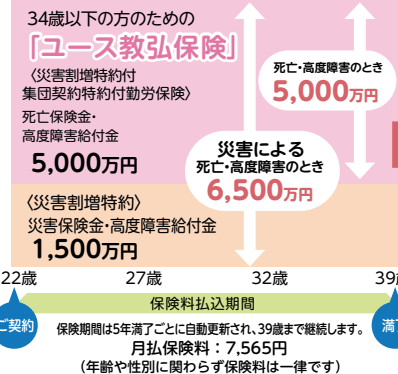 34歳以下の方のための
「ユース教弘保険」
〈災害割増特約付
集団契約特約付勤労保険〉
死亡保険金・
高度障害給付金
5,000万円
死亡・高度障害のとき
5,000万円
災害による
死亡・高度障害のとき
6,500万円
〈災害割増特約〉
災害保険金・高度障害給付金
1,500万円
22歳 27歳 32歳 39歳
保険料払込期間
ご契約
保険期間は5年満了ごとに自動更新され、39歳まで継続します。
月払保険料：7,565円
（年齢や性別に関わらず保険料は一律です）
満